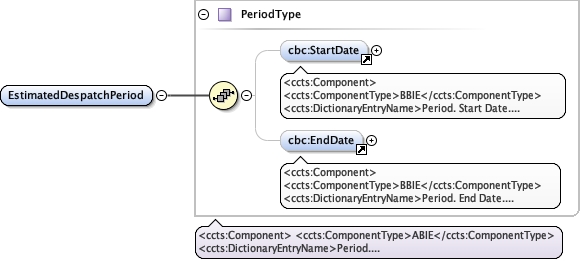 PeriodType
cbc:StartDate
<ccts:Component>
<ccts:ComponentType>BBIE</ccts:ComponentType>
<ccts:DictionaryEntryName>Period. Start Date....
EstimatedDespatchPeriod
cbc:EndDate
<ccts:Component>
<ccts:ComponentType>BBIE</ccts:ComponentType>
<ccts:DictionaryEntryName>Period. End Date....
<ccts:Component> <ccts:ComponentType>ABIE</ccts:ComponentType>
<ccts:DictionaryEntryName>Period....